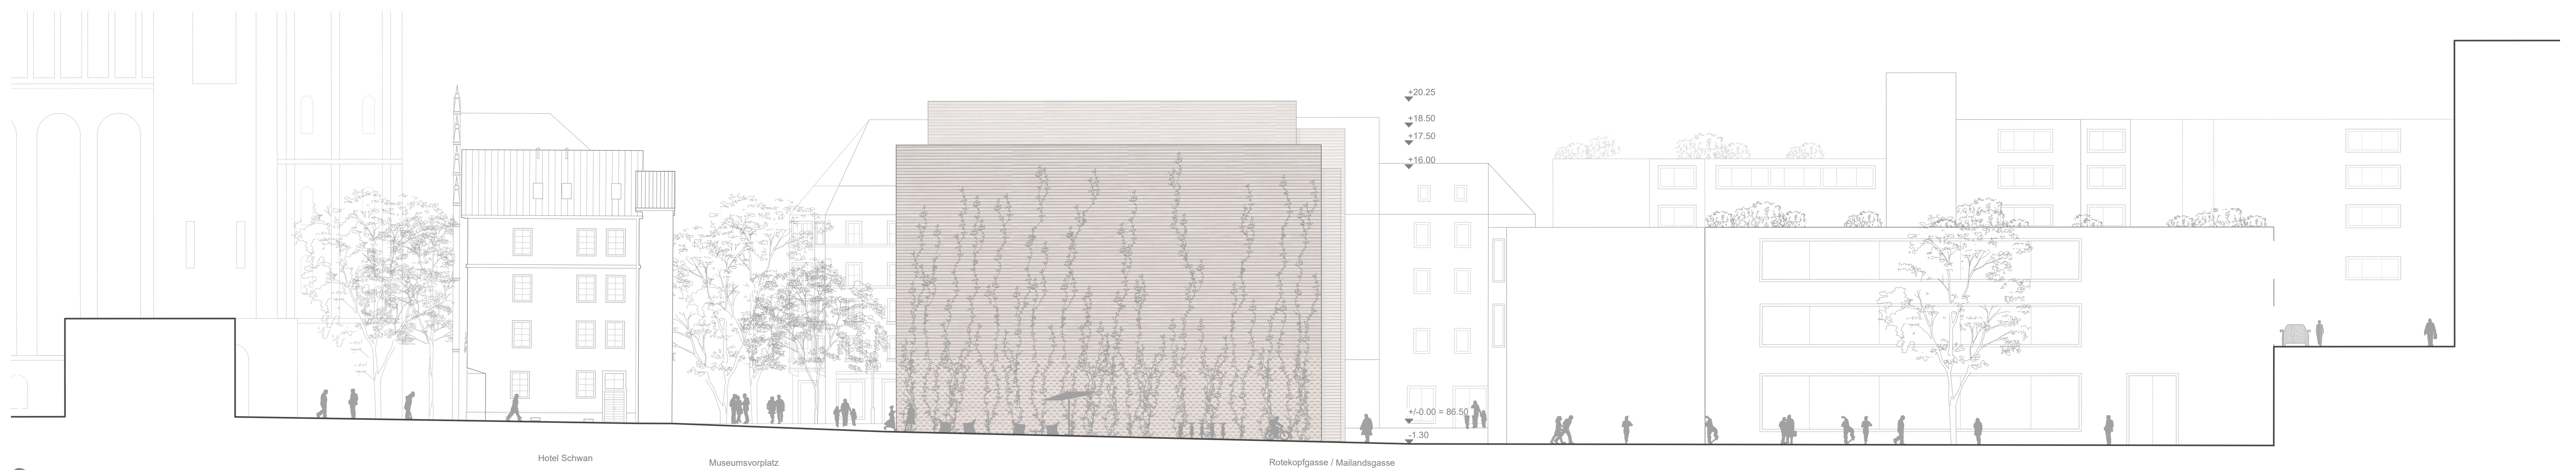 +20.25
+18.50
+17.50
+16.00
+/-0.00 = 86.50
-1.30
Hotel Schwan
Museumsvorplatz
Rotekopfgasse / Mailandsgasse